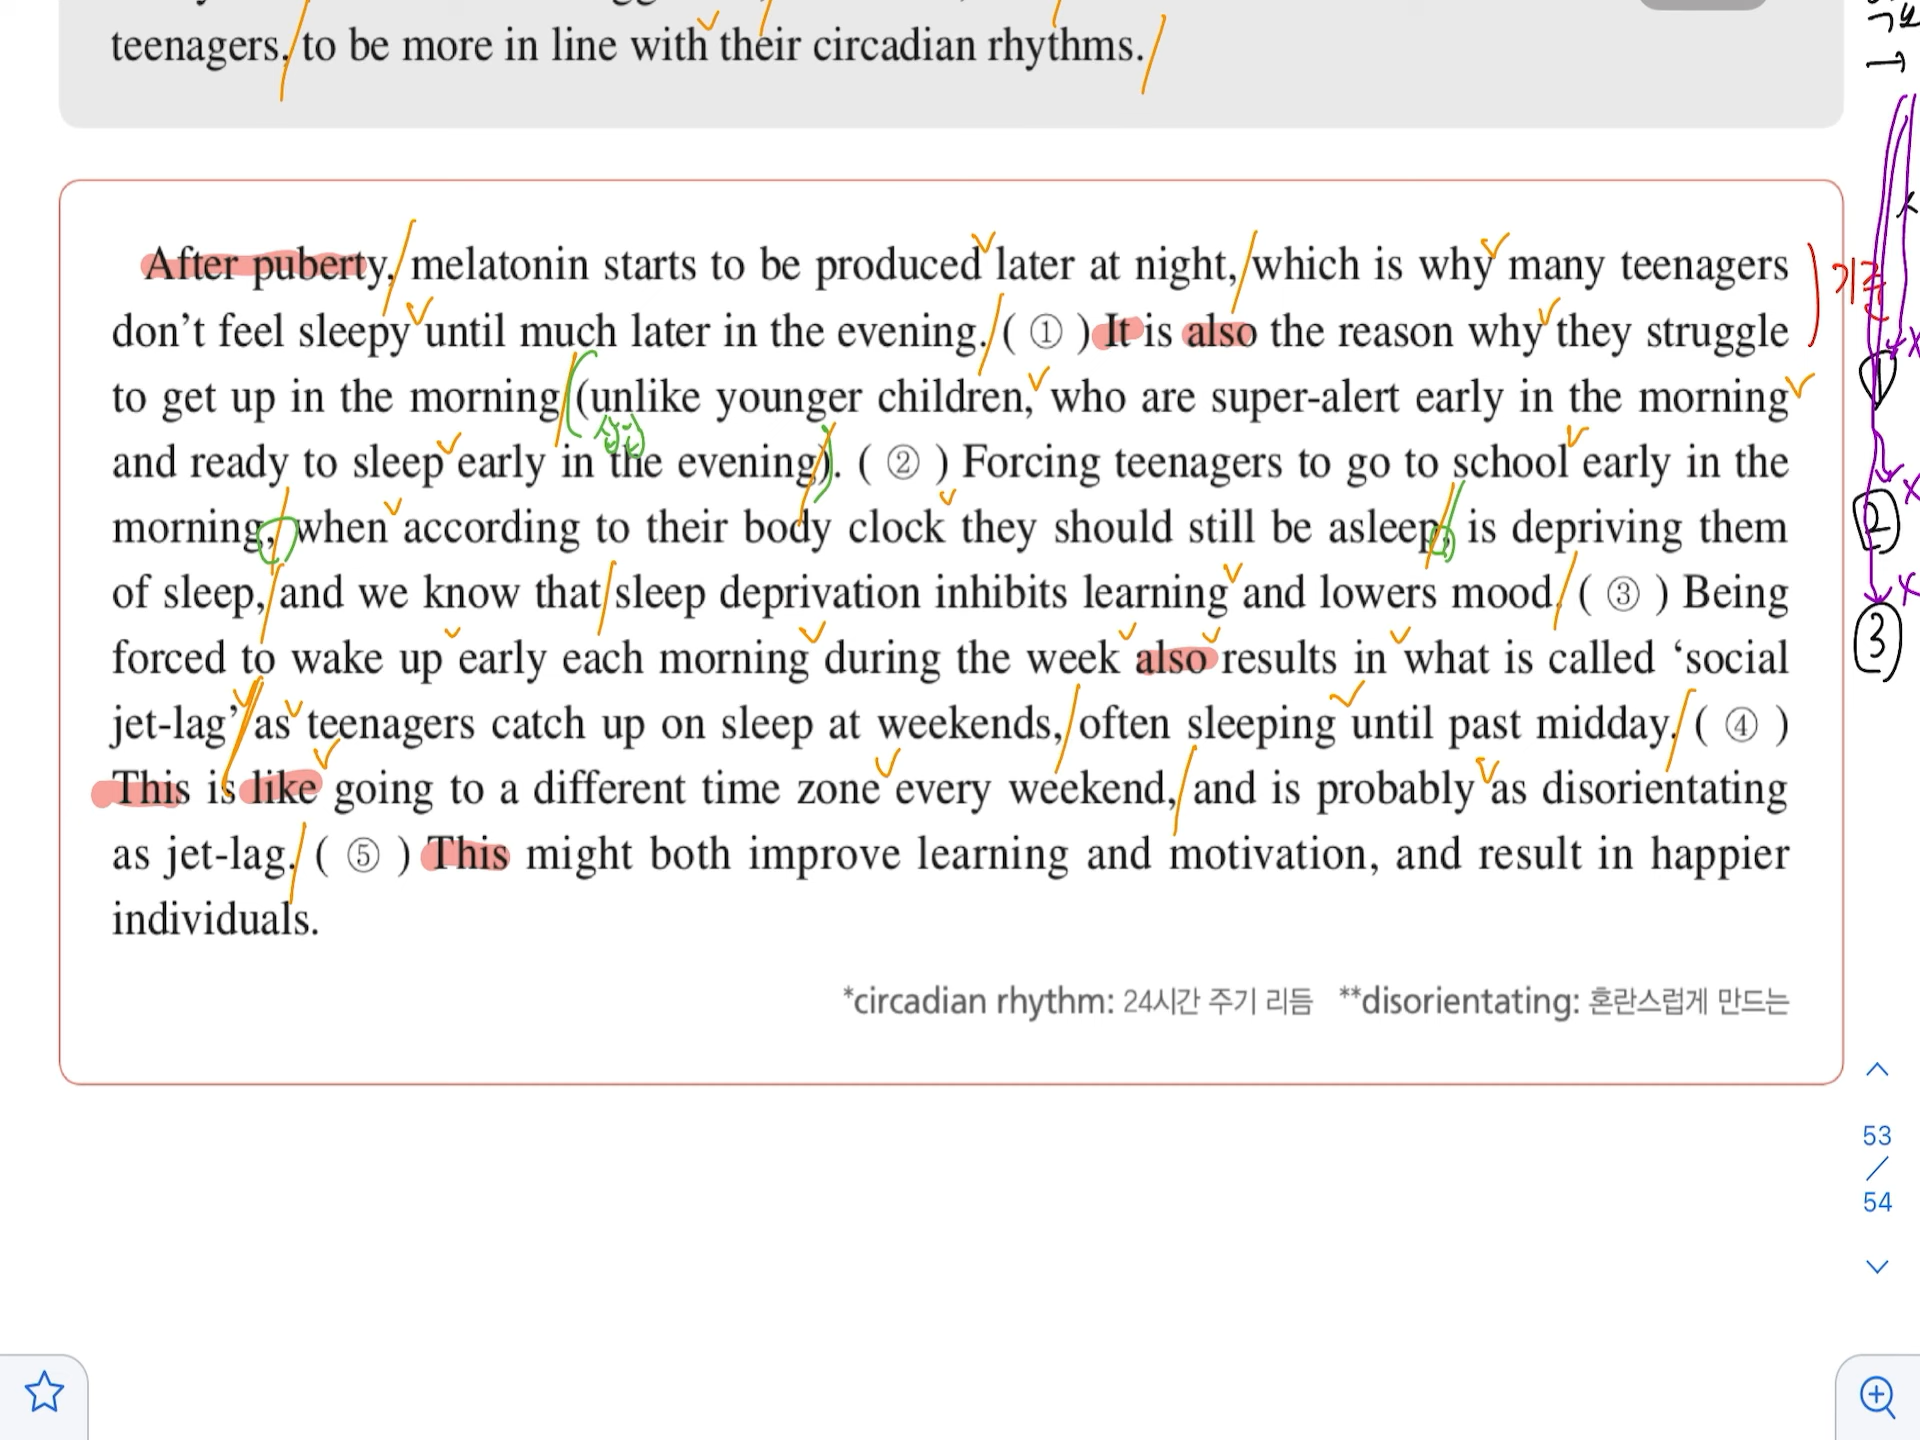 teenagers, to be more in line with their circadian rhythms.
After puberty, melatonin starts to be produced later at night, which is why many teenagers
don't feel sleepy until much later in the evening. ( ① ) It is also the reason why they struggle
to get up in the morning (unlike younger children, who are super-alert early in the morning
and ready to sleep early in the evening). ( ② ) Forcing teenagers to go to school early in the
morning, when according to their body clock they should still be asleep, is depriving them
of sleep, and we know that sleep deprivation inhibits learning and lowers mood. ( ③ ) Being
forced to wake up early each morning during the week also results in what is called ‘social
jet-lag’ as teenagers catch up on sleep at weekends, often sleeping until past midday. ( ④ )
This is like going to a different time zone every weekend, and is probably as disorientating
as jet-lag. ( ⑤ ) This might both improve learning and motivation, and result in happier
individuals.
*circadian rhythm: 24시간 주기 리듬 **disorientating: 혼란스럽게 만드는
기준
①
②
③
53
/
54